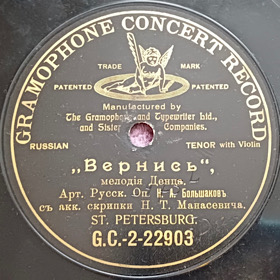 GRAMOPHONE CONCERT RECORD
TRADE MARK
PATENTED PATENTED
Manufactured by
The Gramophone and Typewriter Ltd.,
and Sister Companies.
RUSSIAN TENOR with Violin
„Вернись“,
мелодія Денца.
Арт. Русск. Оп. Н. А. Большаковъ
съ акк. скрипки Н. Т. Манасевича.
ST. PETERSBURG.
G.C.-2-22903